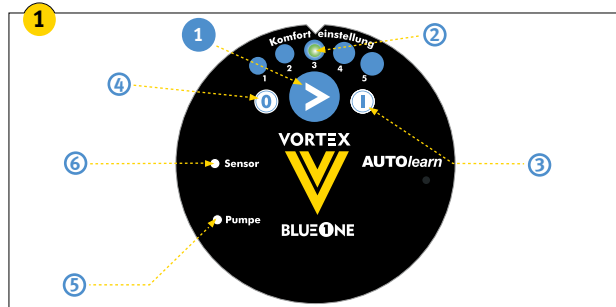 1
1
2
Komfort einstellung
1 2 3 4 5
4
0
>
I
VORTEX
3
6
Sensor
AUTOlearn
5
Pumpe
BLUE1NE